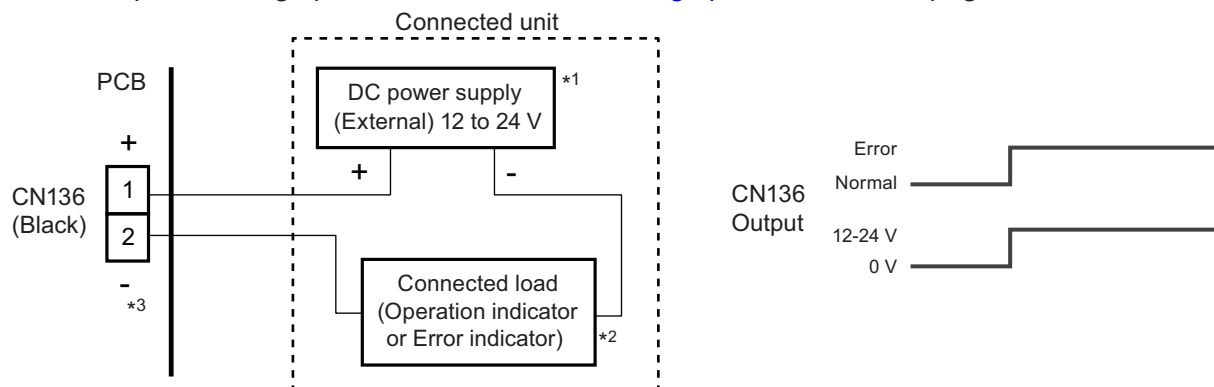 Connected unit
PCB
DC power supply
(External) 12 to 24 V
*1
+
+
-
CN136
(Black)
1
2
-
*3
Connected load
(Operation indicator
or Error indicator)
*2
CN136
Output
Error
Normal
12-24 V
0 V